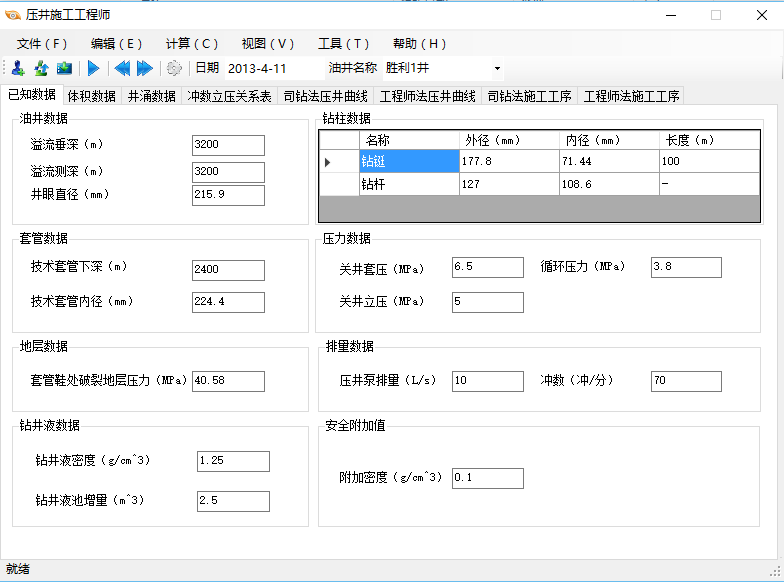 压井施工工程师
文件(F) 编辑(E) 计算(C) 视图(V) 工具(T) 帮助(H)
日期 2013-4-11 油井名称 胜利1井
已知数据 体积数据 井涌数据 冲数立压关系表 司钻法压井曲线 工程师法压井曲线 司钻法施工工序 工程师法施工工序
油井数据
溢流垂深(m) 3200
溢流测深(m) 3200
井眼直径(mm) 215.9
钻柱数据
名称 外径(mm) 内径(mm) 长度(m)
钻铤 177.8 71.44 100
钻杆 127 108.6 —
套管数据
技术套管下深(m) 2400
技术套管内径(mm) 224.4
压力数据
关井套压(MPa) 6.5 循环压力(MPa) 3.8
关井立压(MPa) 5
地层数据
套管鞋处破裂地层压力(MPa) 40.58
排量数据
压井泵排量(L/s) 10 冲数(冲/分) 70
钻井液数据
钻井液密度(g/cm^3) 1.25
钻井液池增量(m^3) 2.5
安全附加值
附加密度(g/cm^3) 0.1
就绪